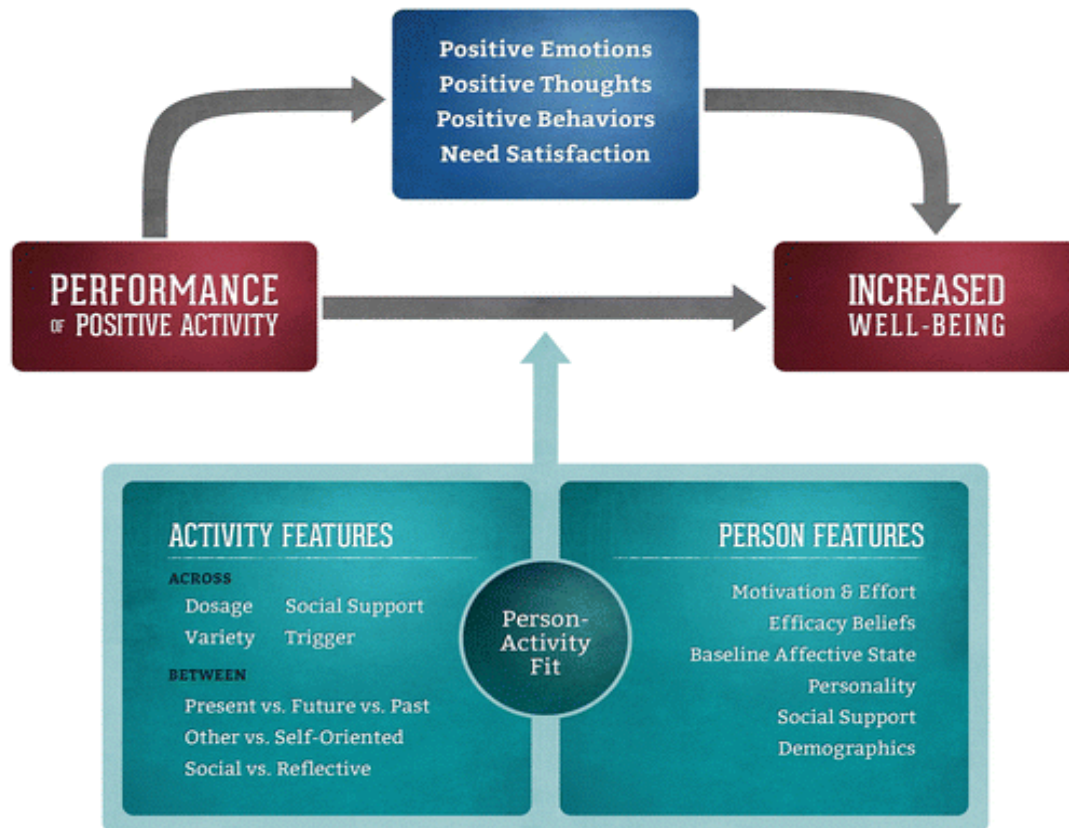 Positive Emotions
Positive Thoughts
Positive Behaviors
Need Satisfaction
PERFORMANCE
OF POSITIVE ACTIVITY
INCREASED
WELL-BEING
ACTIVITY FEATURES
ACROSS
Dosage Social Support
Variety Trigger
BETWEEN
Present vs. Future vs. Past
Other vs. Self-Oriented
Social vs. Reflective
Person-
Activity
Fit
PERSON FEATURES
Motivation & Effort
Efficacy Beliefs
Baseline Affective State
Personality
Social Support
Demographics